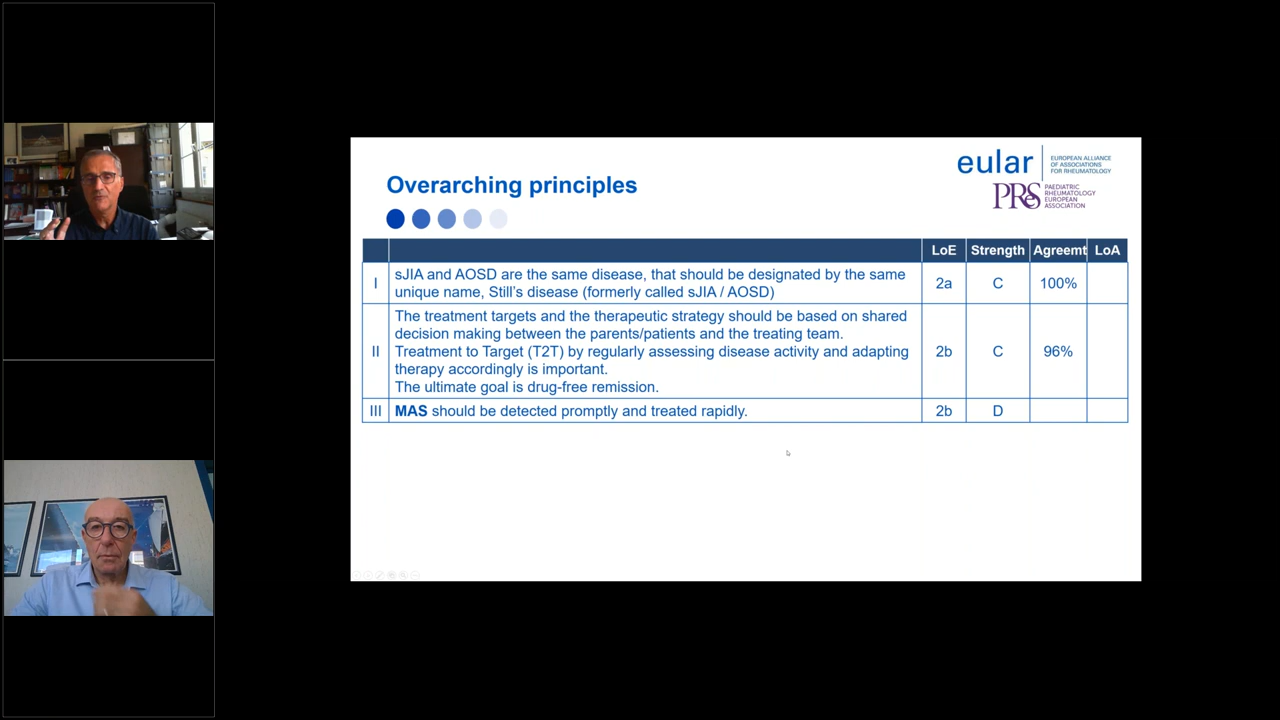 eular
EUROPEAN ALLIANCE
OF ASSOCIATIONS
FOR RHEUMATOLOGY
PReS
PAEDIATRIC
RHEUMATOLOGY
EUROPEAN
ASSOCIATION
Overarching principles
LoE Strength Agreemt LoA
I sJIA and AOSD are the same disease, that should be designated by the same
unique name, Still’s disease (formerly called sJIA / AOSD) 2a C 100%
The treatment targets and the therapeutic strategy should be based on shared
decision making between the parents/patients and the treating team.
II Treatment to Target (T2T) by regularly assessing disease activity and adapting 2b C 96%
therapy accordingly is important.
The ultimate goal is drug-free remission.
III MAS should be detected promptly and treated rapidly. 2b D